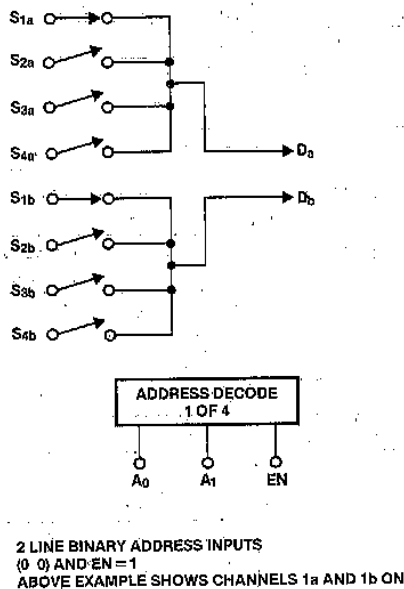 S1a
S2a
S3a
S4a
Da
S1b
Db
S2b
S3b
S4b
ADDRESS DECODE
1 OF 4
A0
A1
EN
2 LINE BINARY ADDRESS INPUTS
(0 0) AND EN = 1
ABOVE EXAMPLE SHOWS CHANNELS 1a AND 1b ON